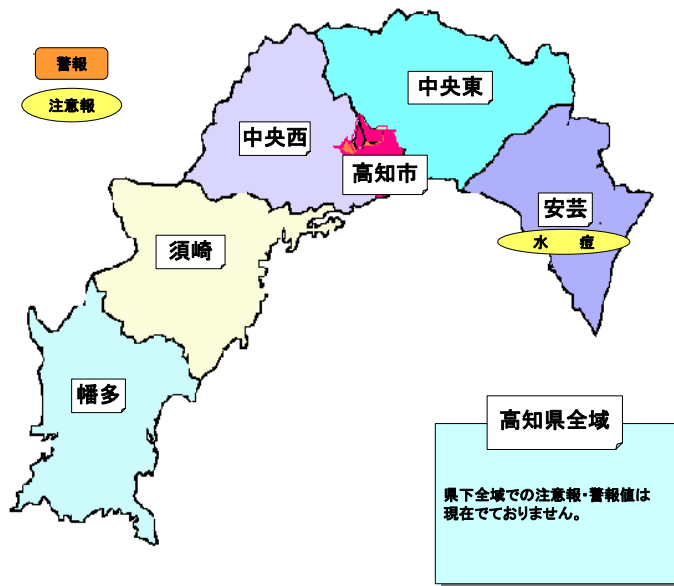 警報
注意報
中央東
中央西
高知市
安芸
水　痘
須崎
幡多
高知県全域
県下全域での注意報・警報値は
現在でておりません。